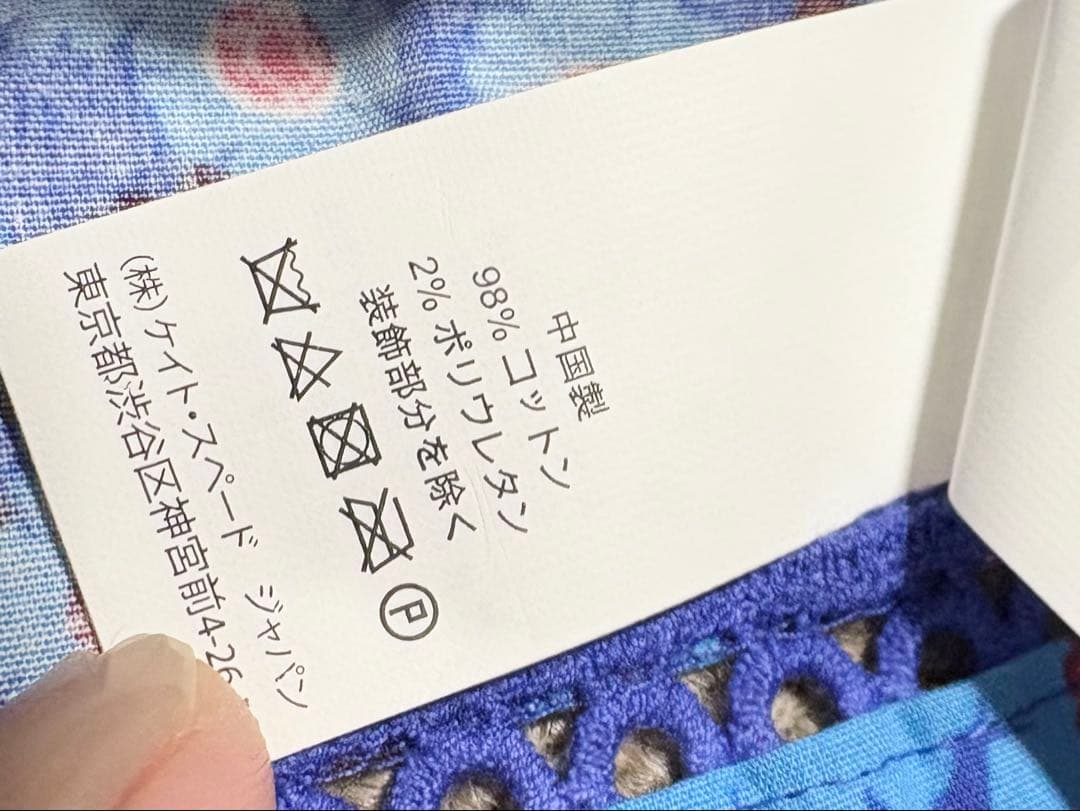 中国製
98% コットン
2% ポリウレタン
装飾部分を除く
P
(株)ケイト・スペード ジャパン
東京都渋谷区神宮前4-26